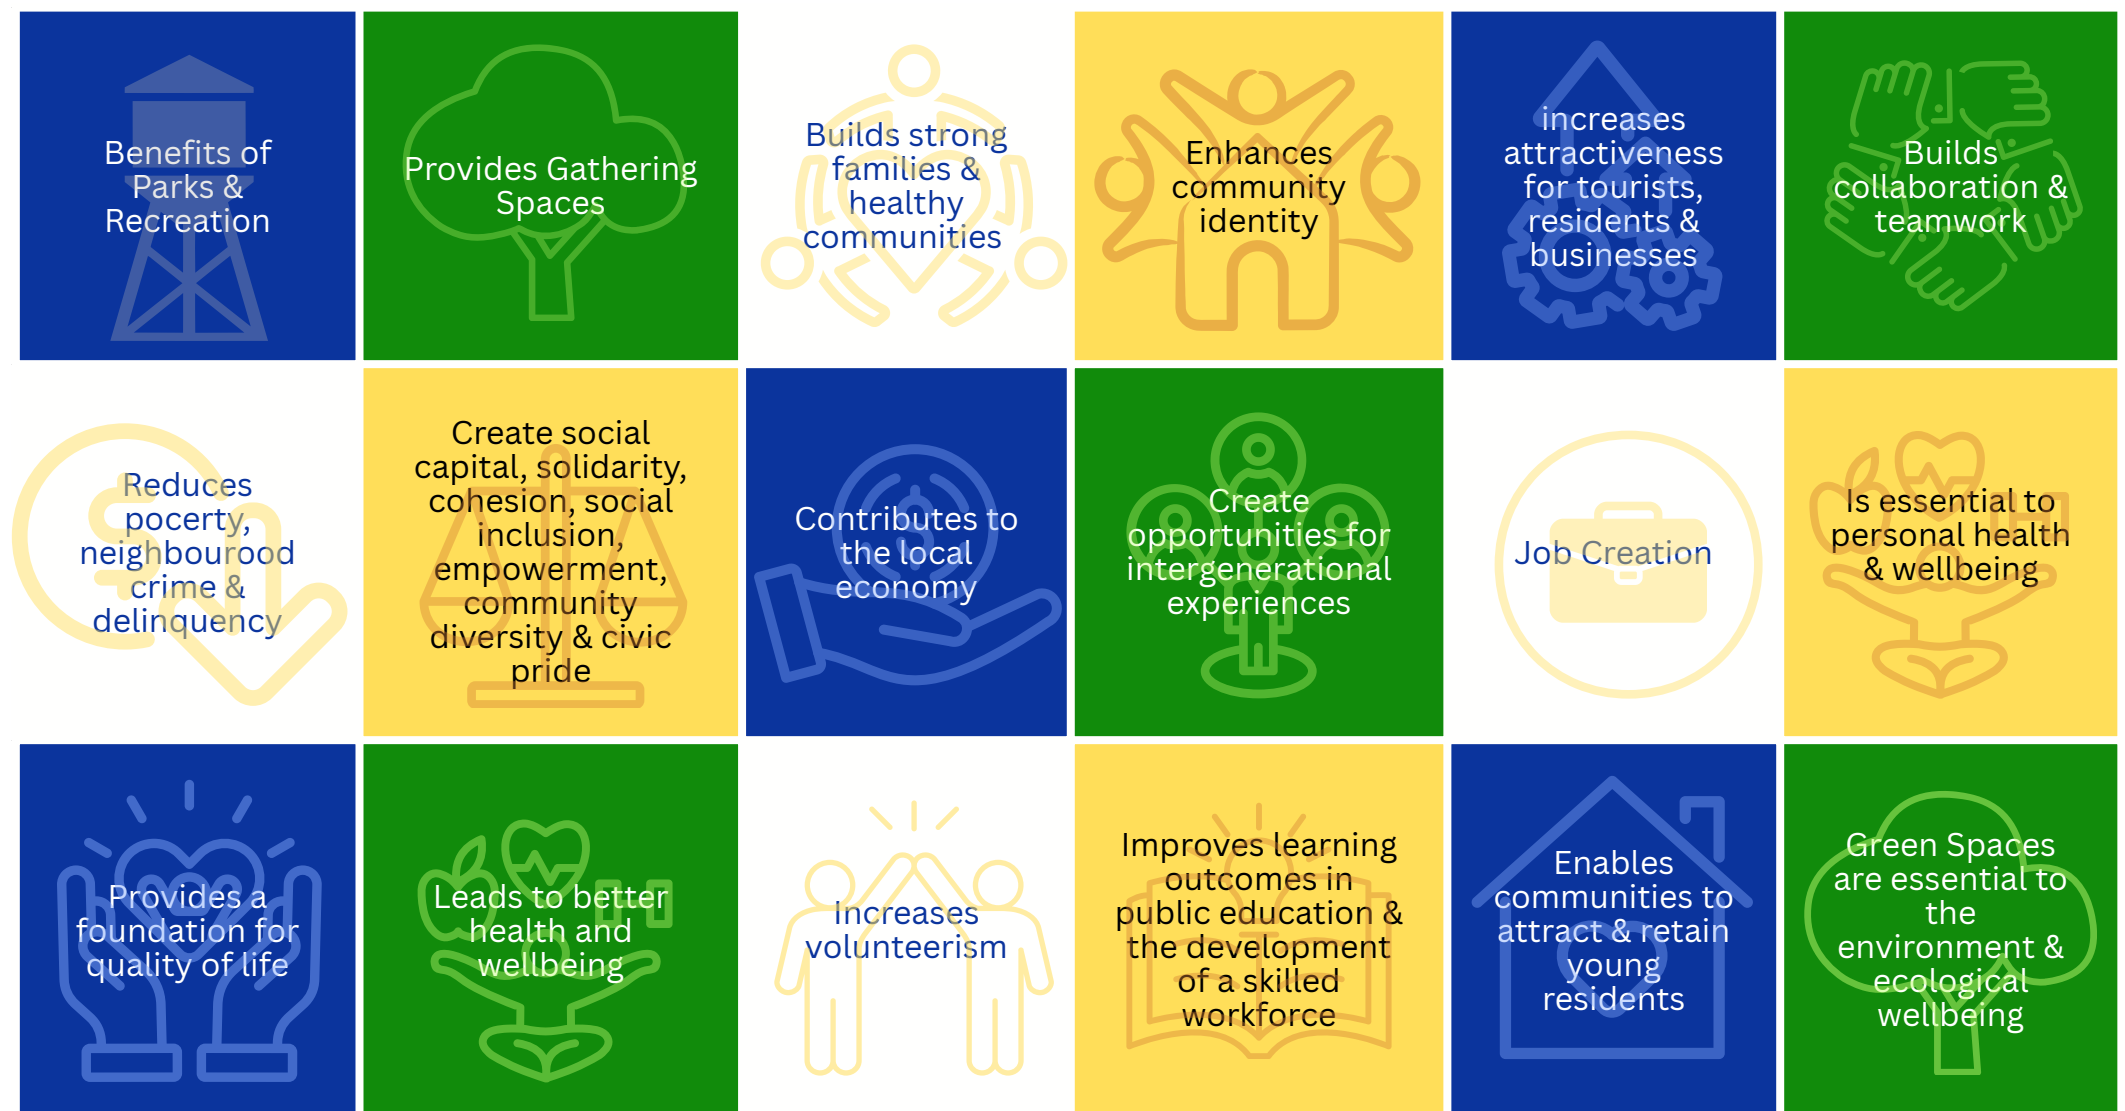 Benefits of
Parks &
Recreation
Provides Gathering
Spaces
Builds strong
families &
healthy
communities
Enhances
community
identity
increases
attractiveness
for tourists,
residents &
businesses
Builds
collaboration &
teamwork
Reduces
pocerty,
neighbourood
crime &
delinquency
Create social
capital, solidarity,
cohesion, social
inclusion,
empowerment,
community
diversity & civic
pride
Contributes to
the local
economy
Create
opportunities for
intergenerational
experiences
Job Creation
Is essential to
personal health
& wellbeing
Provides a
foundation for
quality of life
Leads to better
health and
wellbeing
Increases
volunteerism
Improves learning
outcomes in
public education &
the development
of a skilled
workforce
Enables
communities to
attract & retain
young
residents
Green Spaces
are essential to
the
environment &
ecological
wellbeing